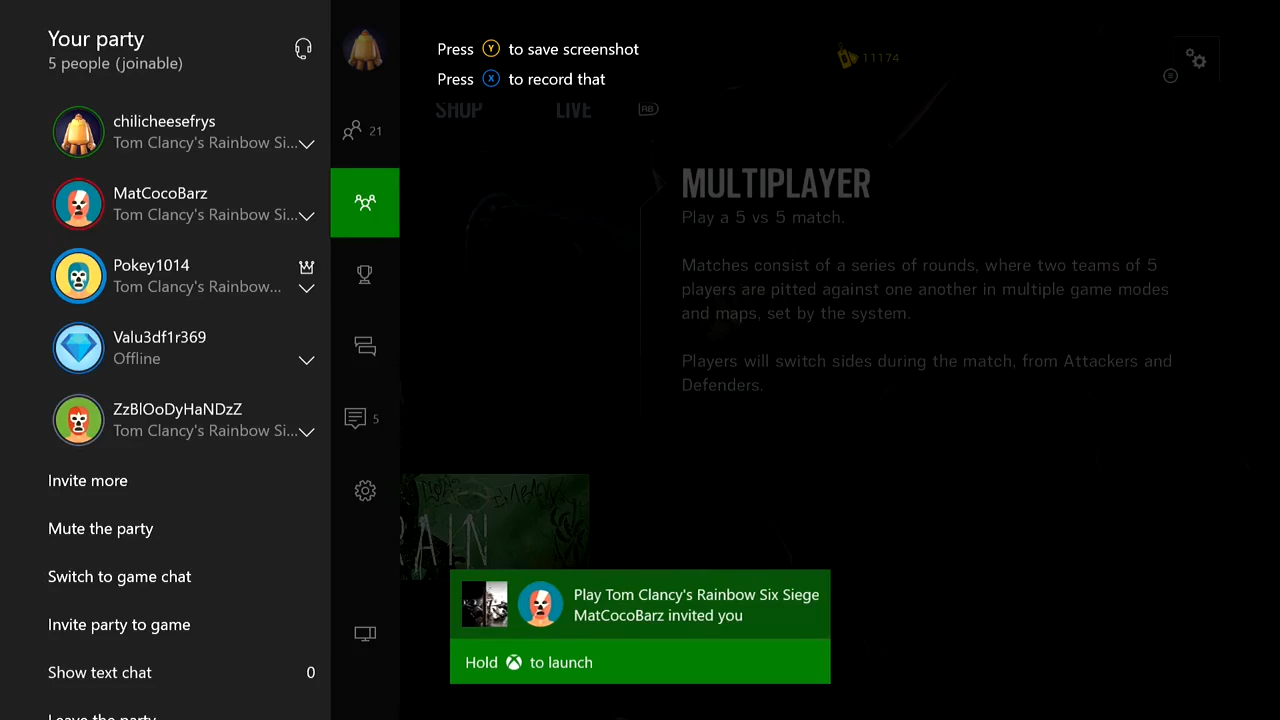 Your party
5 people (joinable)
chilicheesefrys
Tom Clancy's Rainbow Si...
MatCocoBarz
Tom Clancy's Rainbow Si...
Pokey1014
Tom Clancy's Rainbow...
Valu3df1r369
Offline
ZzBlOoDyHaNDzZ
Tom Clancy's Rainbow Si...
Invite more
Mute the party
Switch to game chat
Invite party to game
Show text chat 0
Leave the party
21
5
Press Y to save screenshot
Press X to record that
11174
SHOP LIVE RB
MULTIPLAYER
Play a 5 vs 5 match.
Matches consist of a series of rounds, where two teams of 5
players are pitted against one another in multiple game modes
and maps, set by the system.
Players will switch sides during the match, from Attackers and
Defenders.
Play Tom Clancy's Rainbow Six Siege
MatCocoBarz invited you
Hold to launch